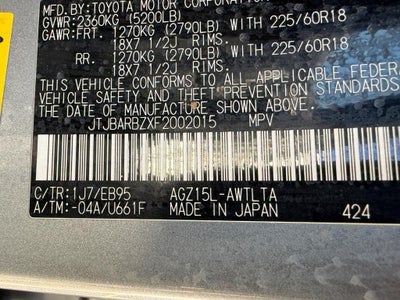 MFD.BY:TOYOTA MOTOR CORPORATION
GVWR:2360KG (5200LB)
GAWR:FRT. 1270KG (2790LB) WITH 225/60R18
18X7 1/2J RIMS.
RR. 1270KG (2790LB) WITH 225/60R18
18X7 1/2J RIMS.
THIS VEHICLE CONFORMS TO ALL APPLICABLE FEDER
VEHICLE SAFETY AND THEFT PREVENTION STANDA
THE DATE OF MANUFACTURE SHOWN ABOVE.
JTJBARBZXF2002015 MPV
C/TR:1J7/EB95 AGZ15L-AWTLTA
A/TM:-04A/U661F MADE IN JAPAN 424